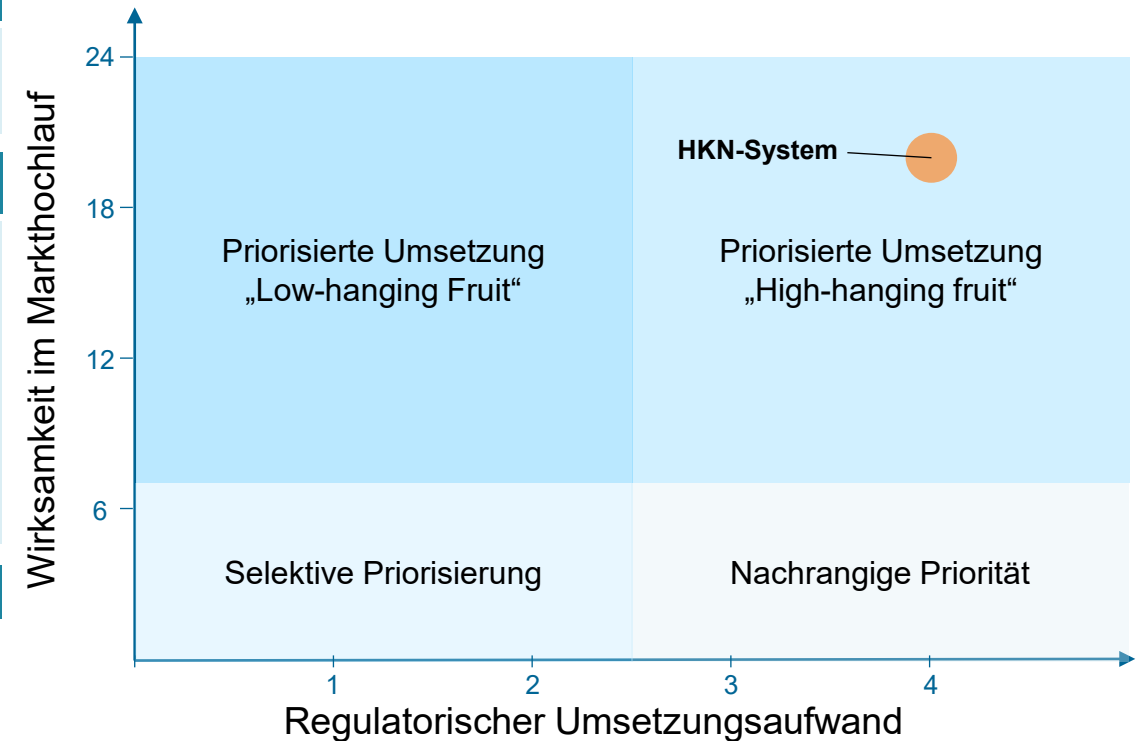 Wirksamkeit im Markthochlauf
24
18
12
6
HKN-System
Priorisierte Umsetzung
„Low-hanging Fruit“
Priorisierte Umsetzung
„High-hanging fruit“
Selektive Priorisierung
Nachrangige Priorität
1
2
3
4
Regulatorischer Umsetzungsaufwand